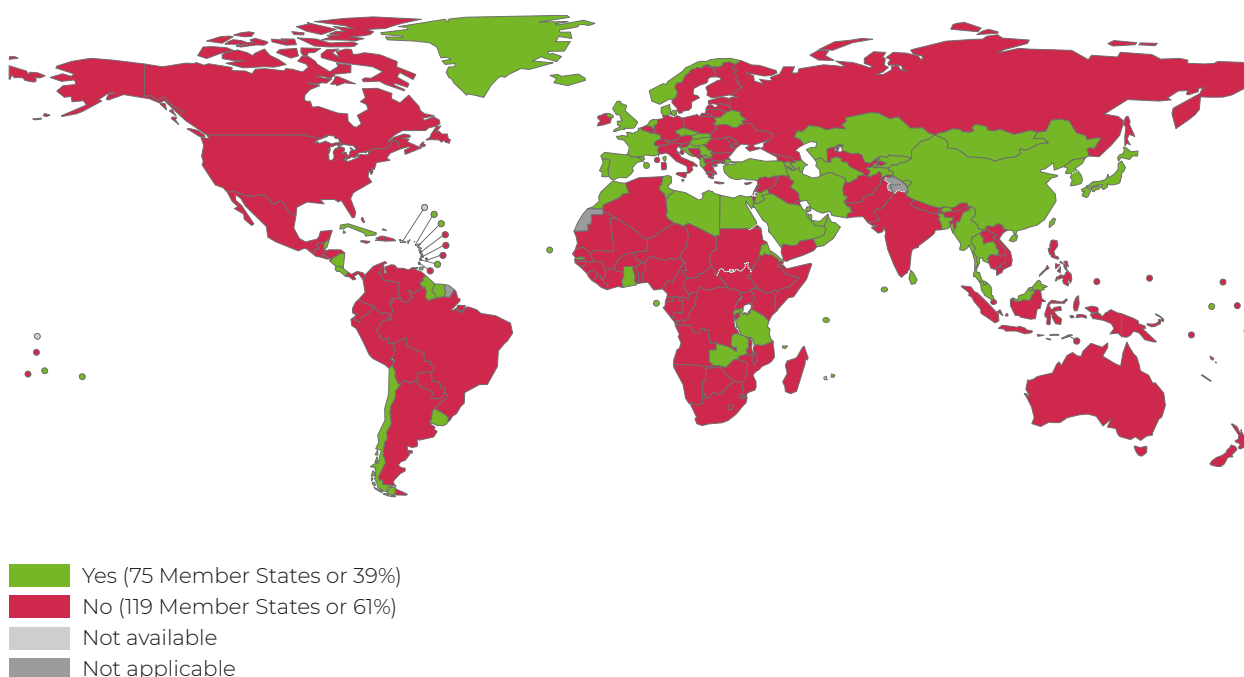 Yes (75 Member States or 39%)
No (119 Member States or 61%)
Not available
Not applicable